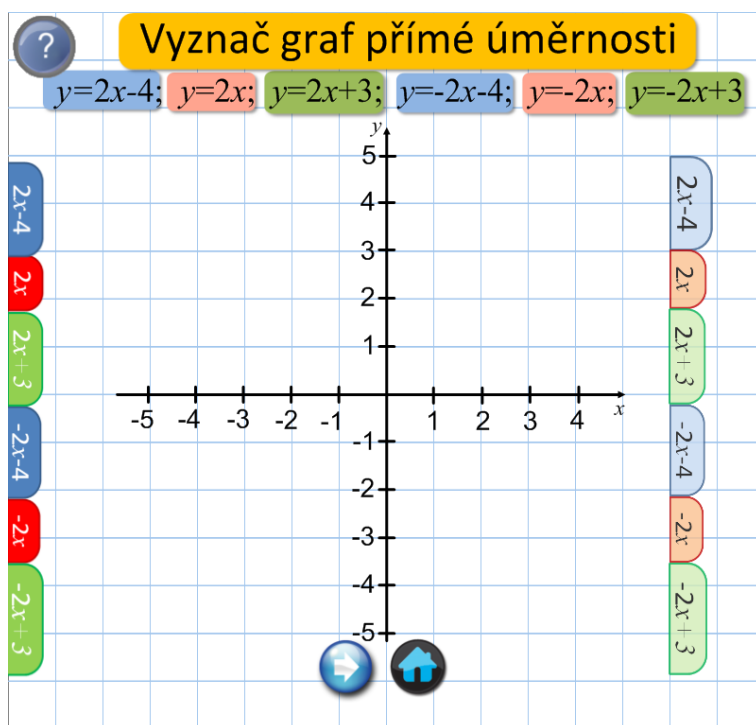 ?
Vyznač graf přímé úměrnosti
y=2x-4; y=2x; y=2x+3; y=-2x-4; y=-2x; y=-2x+3
y
5
4
3
2
1
-5 -4 -3 -2 -1 1 2 3 4 x
-1
-2
-3
-4
-5
2x-4
2x
2x+3
-2x-4
-2x
-2x+3
2x-4
2x
2x+3
-2x-4
-2x
-2x+3